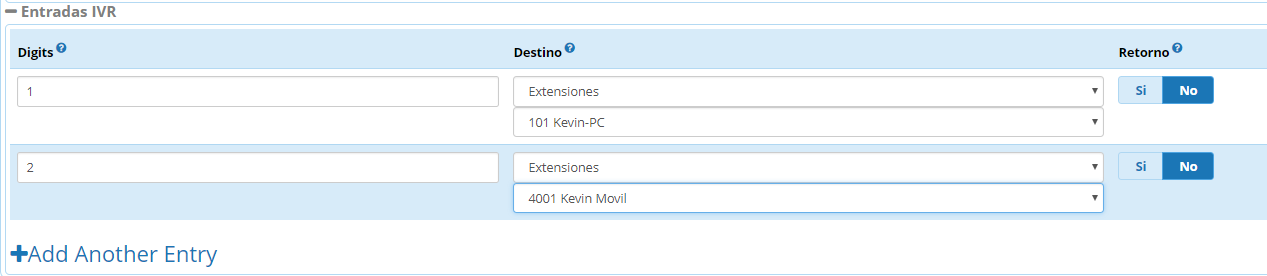 Entradas IVR
Digits Destino Retorno
1 Extensiones Si No
101 Kevin-PC
2 Extensiones Si No
4001 Kevin Movil
Add Another Entry